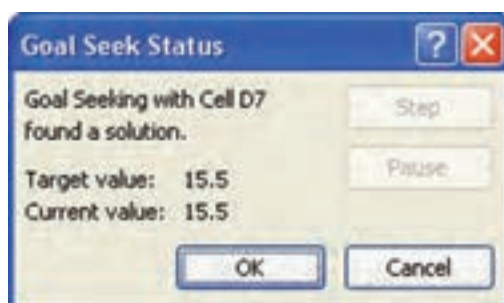 Goal Seek Status
?
Goal Seeking with Cell D7
found a solution.
Step
Target value: 15.5
Pause
Current value: 15.5
OK
Cancel